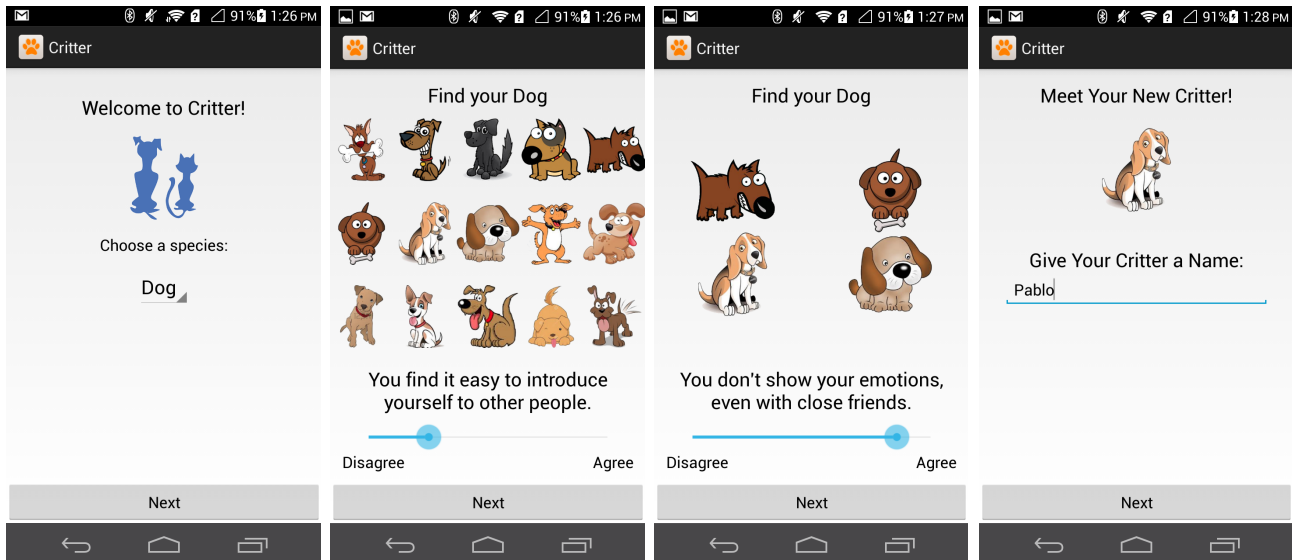 91% 1:26 PM
Critter
Welcome to Critter!
Choose a species:
Dog
Next
91% 1:26 PM
Critter
Find your Dog
You find it easy to introduce
yourself to other people.
Disagree Agree
Next
91% 1:27 PM
Critter
Find your Dog
You don't show your emotions,
even with close friends.
Disagree Agree
Next
91% 1:28 PM
Critter
Meet Your New Critter!
Give Your Critter a Name:
Pablo
Next